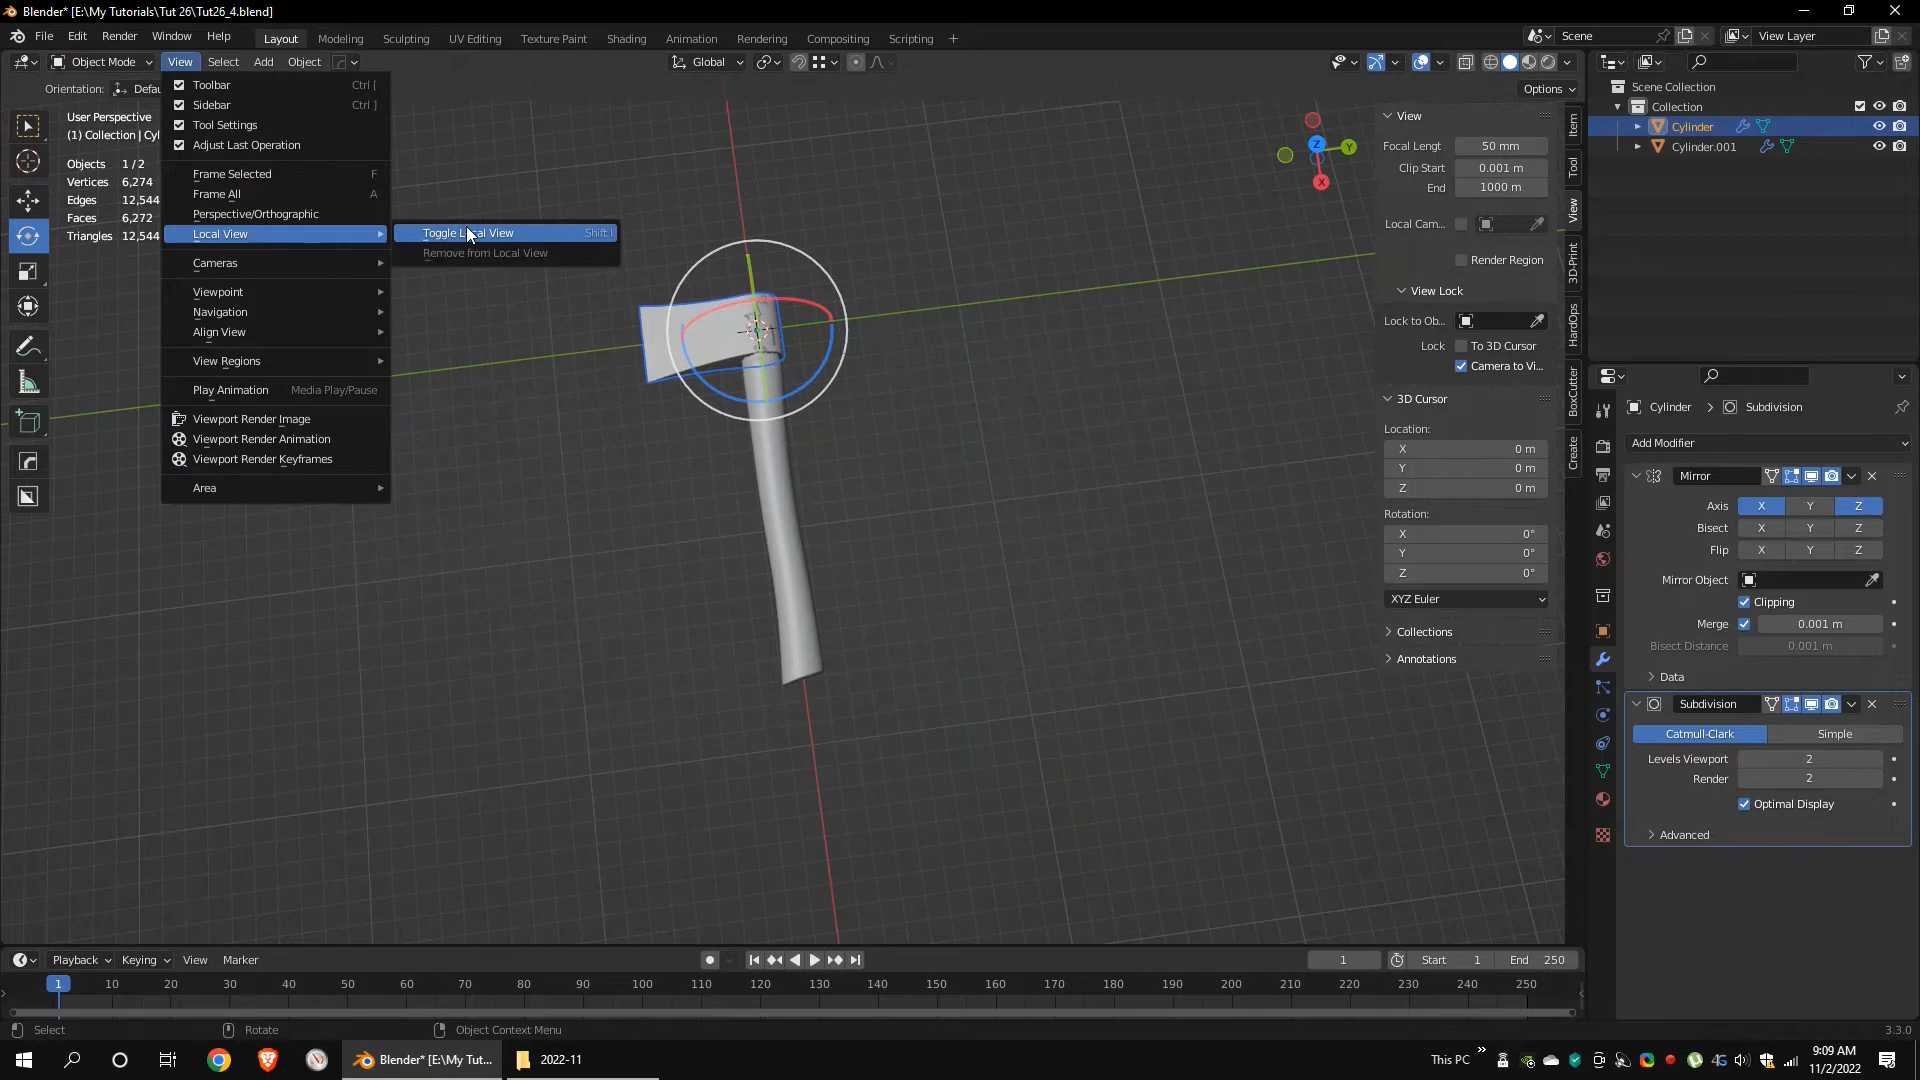 Blender* [E:\My Tutorials\Tut 26\Tut26_4.blend]
File Edit Render Window Help Layout Modeling Sculpting UV Editing Texture Paint Shading Animation Rendering Compositing Scripting Scene View Layer
Object Mode View Select Add Object Global
Orientation: Options
Toolbar Ctrl [
Sidebar Ctrl ]
Tool Settings
Adjust Last Operation
Frame Selected F
Frame All A
Perspective/Orthographic
Local View
Cameras
Viewpoint
Navigation
Align View
View Regions
Play Animation Media Play/Pause
Viewport Render Image
Viewport Render Animation
Viewport Render Keyframes
Area
Toggle Local View Shift I
Remove from Local View
User Perspective
(1) Collection | Cyl
Objects 1 / 2
Vertices 6,274
Edges 12,544
Faces 6,272
Triangles 12,544
Z Y X
View
Focal Lengt 50 mm
Clip Start 0.001 m
End 1000 m
Local Cam...
Render Region
View Lock
Lock to Ob...
Lock To 3D Cursor
Camera to Vi...
3D Cursor
Location:
X 0 m
Y 0 m
Z 0 m
Rotation:
X 0°
Y 0°
Z 0°
XYZ Euler
Collections
Annotations
Item
Tool
View
3D-Print
HardOps
BoxCutter
Create
Scene Collection
Collection
Cylinder
Cylinder.001
Cylinder Subdivision
Add Modifier
Mirror
Axis X Y Z
Bisect X Y Z
Flip X Y Z
Mirror Object
Clipping
Merge 0.001 m
Bisect Distance 0.001 m
Data
Subdivision
Catmull-Clark Simple
Levels Viewport 2
Render 2
Optimal Display
Advanced
Playback Keying View Marker 1 Start 1 End 250
1 10 20 30 40 50 60 70 80 90 100 110 120 130 140 150 160 170 180 190 200 210 220 230 240 250
Select Rotate Object Context Menu 3.3.0
Blender* [E:\My Tut... 2022-11 This PC 9:09 AM
11/2/2022